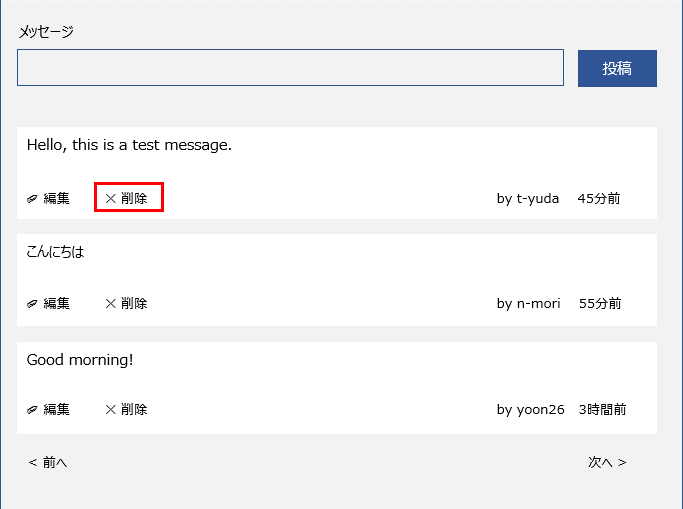 メッセージ
投稿
Hello, this is a test message.
編集 × 削除 by t-yuda 45分前
こんにちは
編集 × 削除 by n-mori 55分前
Good morning!
編集 × 削除 by yoon26 3時間前
< 前へ 次へ >